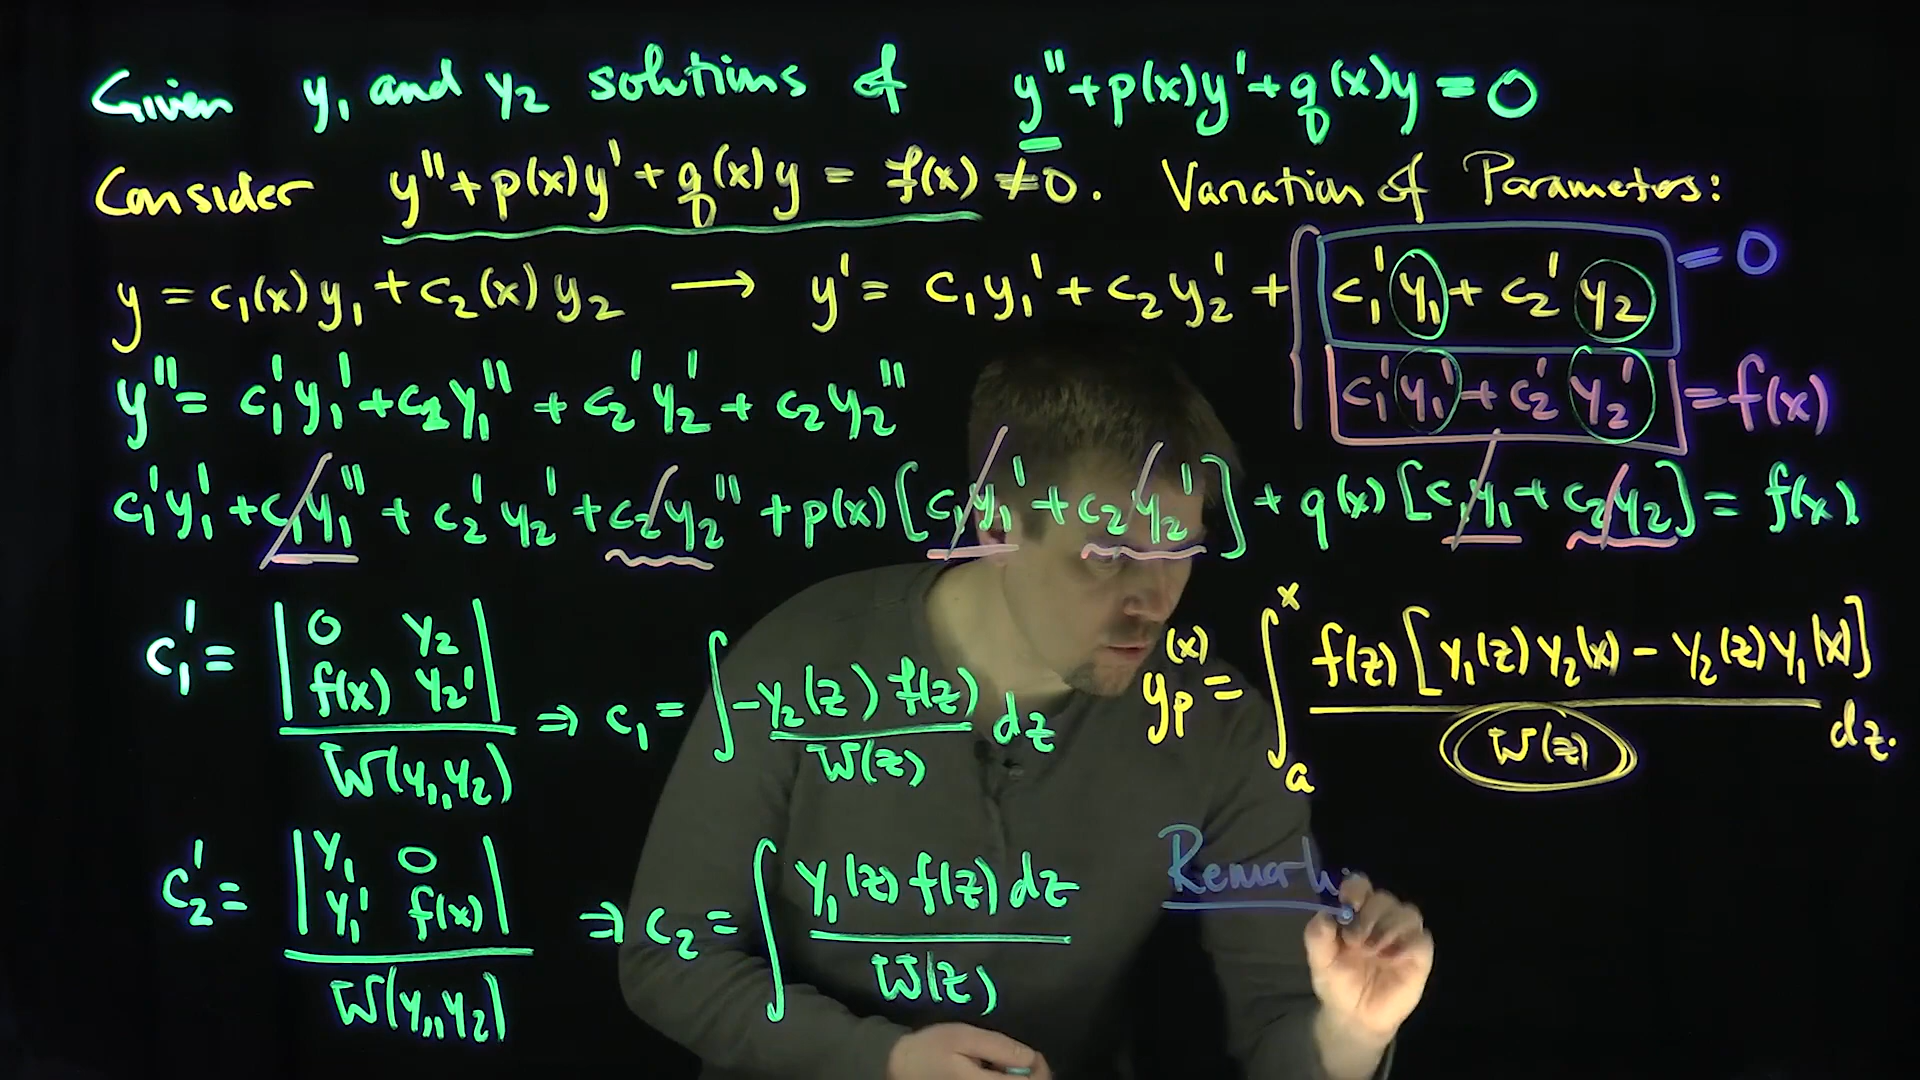 Given y₁ and y₂ solutions of y''+p(x)y'+q(x)y=0
Consider y''+p(x)y'+q(x)y = f(x) ≠0. Variation of Parameters:
y = c₁(x)y₁+c₂(x)y₂ → y' = c₁y₁'+c₂y₂'+ c₁'y₁+c₂'y₂ = 0
c₁'y₁'+c₂'y₂' = f(x)
y'' = c₁'y₁'+c₁y₁''+c₂'y₂'+c₂y₂''
c₁'y₁'+c₁y₁''+c₂'y₂'+c₂y₂''+p(x)[c₁y₁'+c₂y₂']+q(x)[c₁y₁+c₂y₂]= f(x).
c₁' = | 0 y₂ |
| f(x) y₂' |
W(y₁,y₂)
⇒ c₁ = ∫ -y₂(z) f(z) dz
W(z)
y_p(x) = ∫ₐˣ f(z)[y₁(z)y₂(x) - y₂(z)y₁(x)] dz.
W(z)
Remark:
c₂' = | y₁ 0 |
| y₁' f(x) |
W(y₁,y₂)
⇒ c₂ = ∫ y₁(z) f(z) dz
W(z)